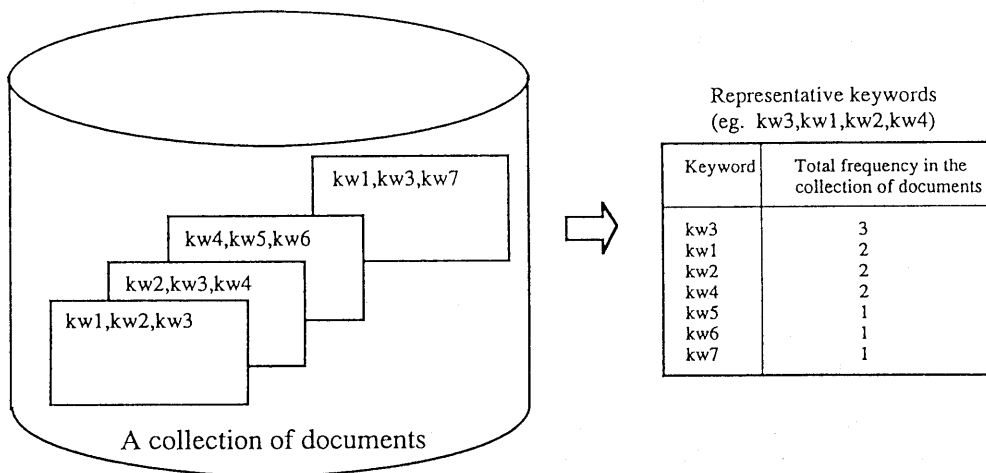 kw1,kw3,kw7
kw4,kw5,kw6
kw2,kw3,kw4
kw1,kw2,kw3
A collection of documents
Representative keywords
(eg. kw3,kw1,kw2,kw4)
Keyword Total frequency in the
collection of documents
kw3 3
kw1 2
kw2 2
kw4 2
kw5 1
kw6 1
kw7 1